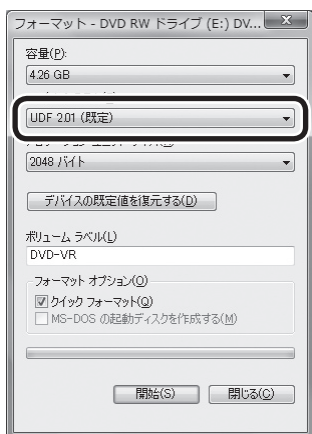 フォーマット - DVD RW ドライブ (E:) DV...
容量(P):
4.26 GB
UDF 2.01 (既定)
2048 バイト
デバイスの既定値を復元する(D)
ボリューム ラベル(L)
DVD-VR
フォーマット オプション(O)
クイック フォーマット(Q)
MS-DOS の起動ディスクを作成する(M)
開始(S)
閉じる(C)